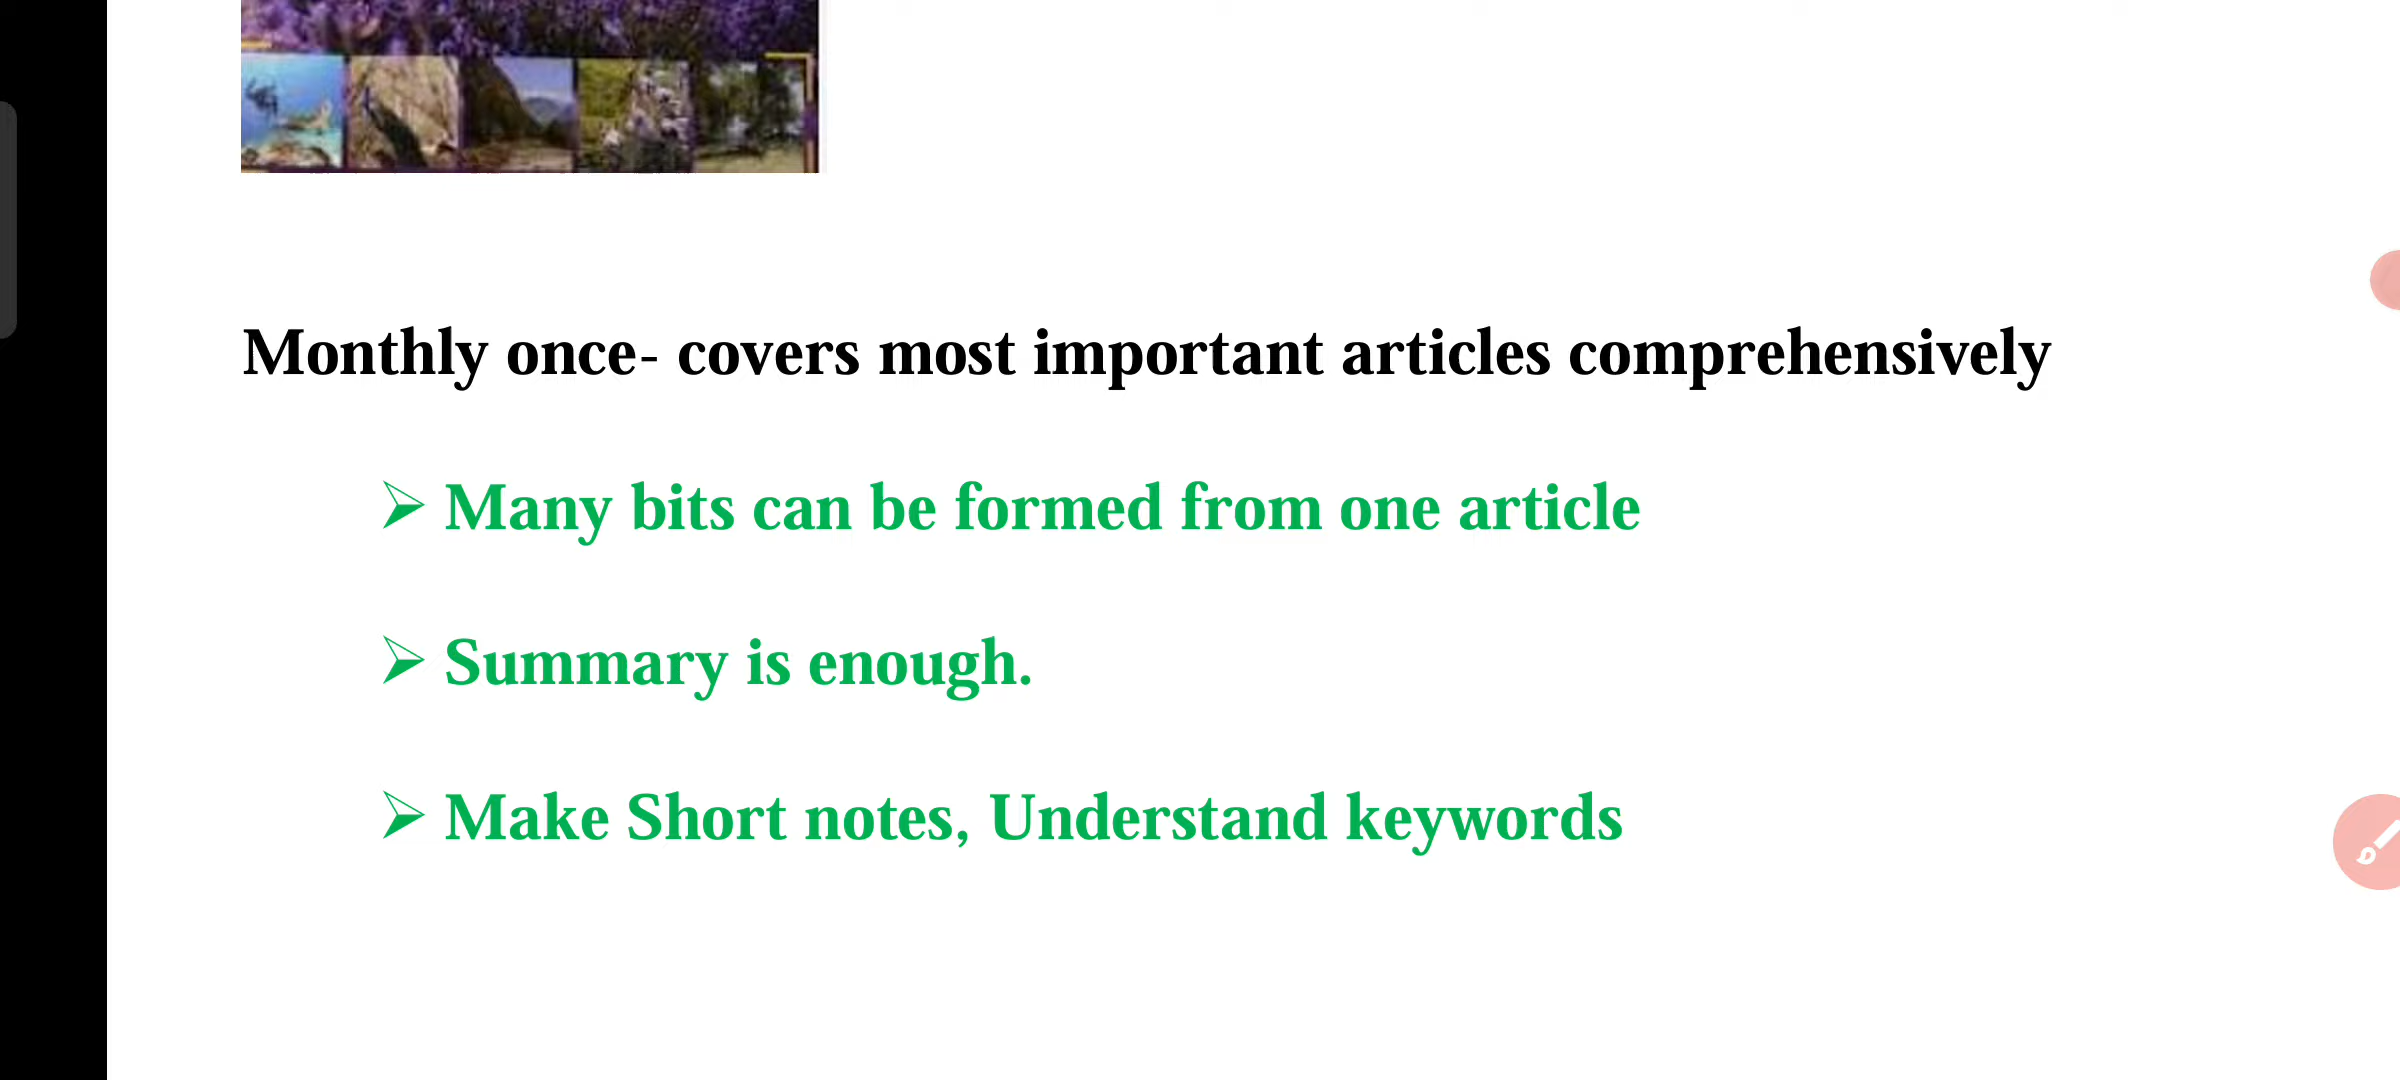 Monthly once- covers most important articles comprehensively
➢ Many bits can be formed from one article
➢ Summary is enough.
➢ Make Short notes, Understand keywords